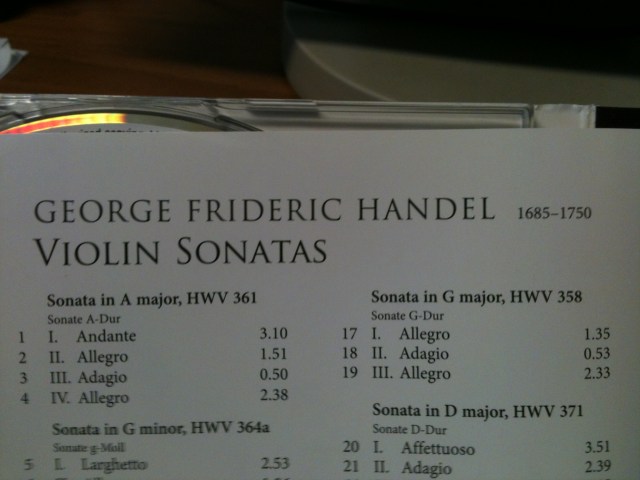 GEORGE FRIDERIC HANDEL 1685–1750
VIOLIN SONATAS
Sonata in A major, HWV 361
Sonate A-Dur
1 I. Andante 3.10
2 II. Allegro 1.51
3 III. Adagio 0.50
4 IV. Allegro 2.38
Sonata in G minor, HWV 364a
Sonate g-Moll
5 I. Larghetto 2.53
Sonata in G major, HWV 358
Sonate G-Dur
17 I. Allegro 1.35
18 II. Adagio 0.53
19 III. Allegro 2.33
Sonata in D major, HWV 371
Sonate D-Dur
20 I. Affettuoso 3.51
21 II. Adagio 2.39